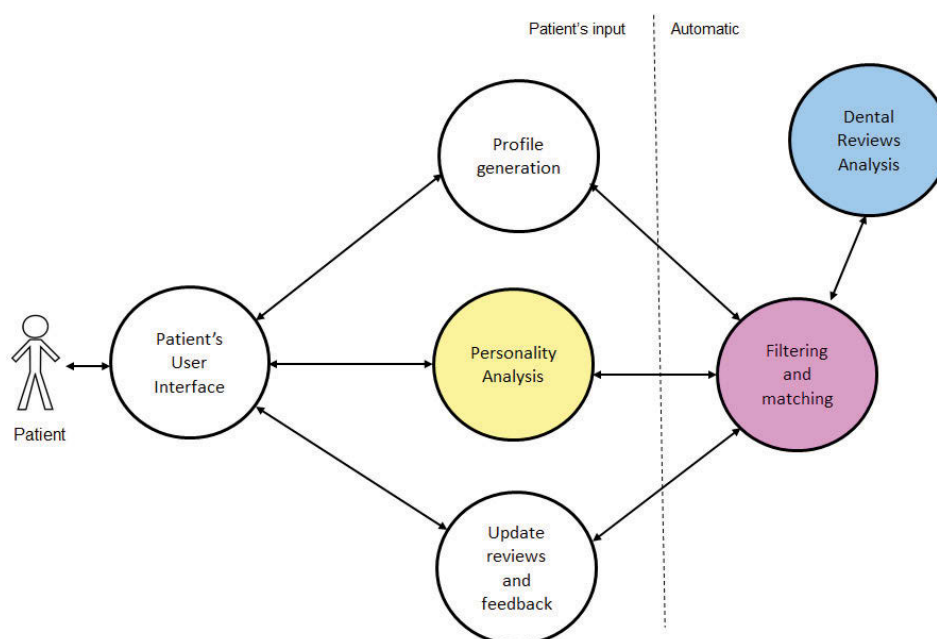 Patient's input
Automatic
Dental
Reviews
Analysis
Profile
generation
Patient's
User
Interface
Personality
Analysis
Filtering
and
matching
Patient
Update
reviews
and
feedback